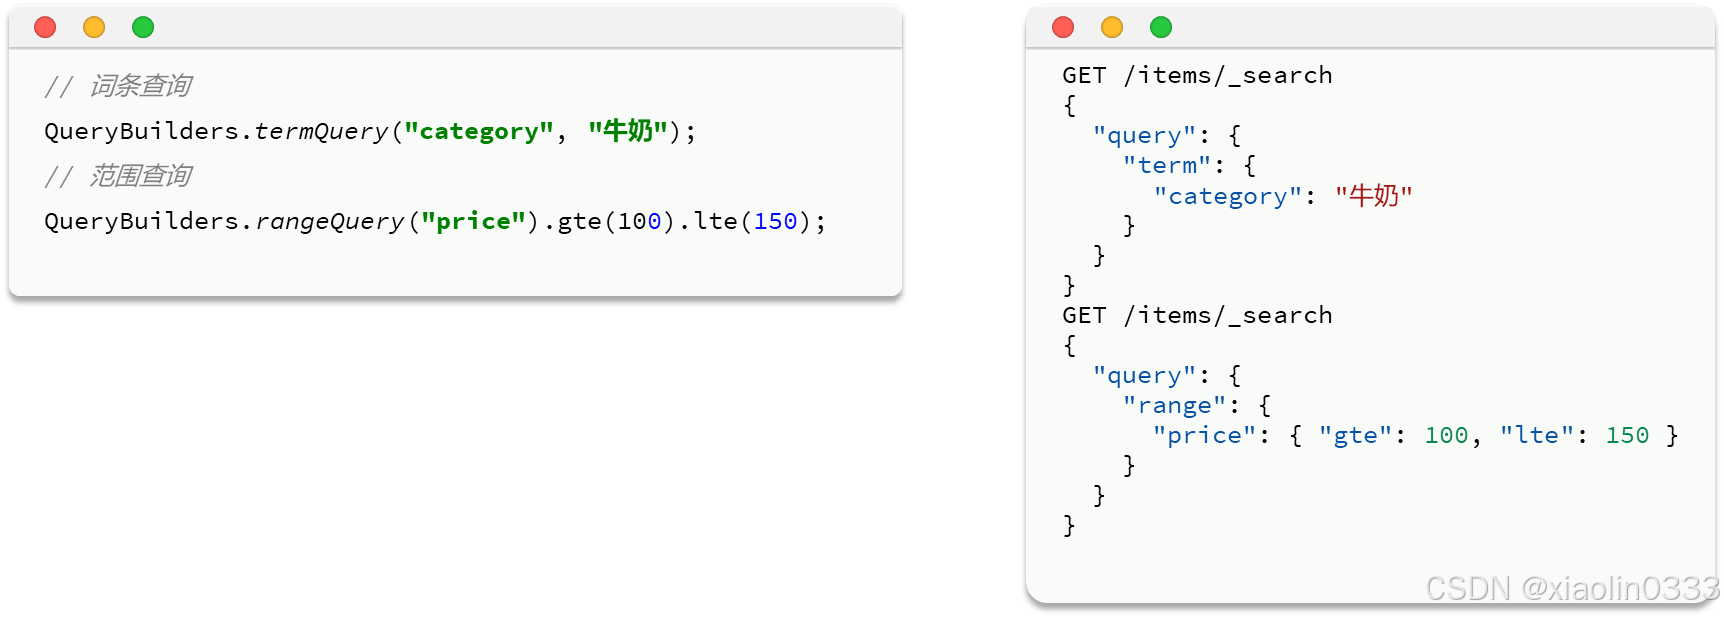 // 词条查询
QueryBuilders.termQuery("category", "牛奶");
// 范围查询
QueryBuilders.rangeQuery("price").gte(100).lte(150);
GET /items/_search
{
  "query": {
    "term": {
      "category": "牛奶"
    }
  }
}
GET /items/_search
{
  "query": {
    "range": {
      "price": { "gte": 100, "lte": 150 }
    }
  }
}
CSDN @xiaolin0333